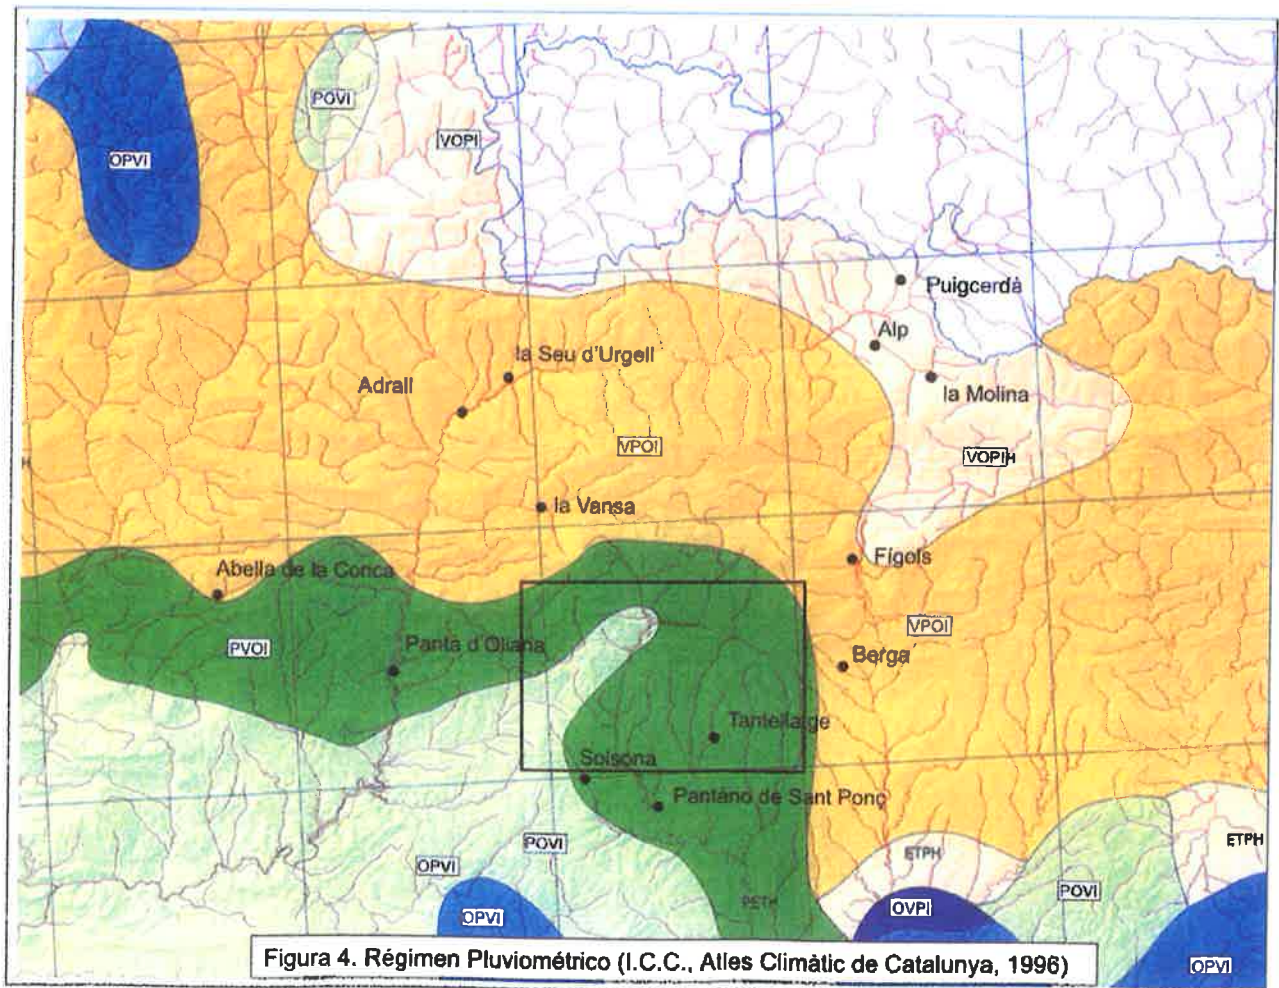 POVI
VOPI
OPVI
Puigcerdà
Alp
la Seu d'Urgell
Adrall
la Molina
VPOI
VOPIH
la Vansa
Fígols
Abella de la Conca
VPOI
PVOI
Pantà d'Oliana
Berga
Tantellatge
Solsona
Pantano de Sant Ponç
POVI
ETPH
ETPH
OPVI
POVI
PETH
OVPI
OPVI
OPVI
Figura 4. Régimen Pluviométrico (I.C.C., Atles Climàtic de Catalunya, 1996)